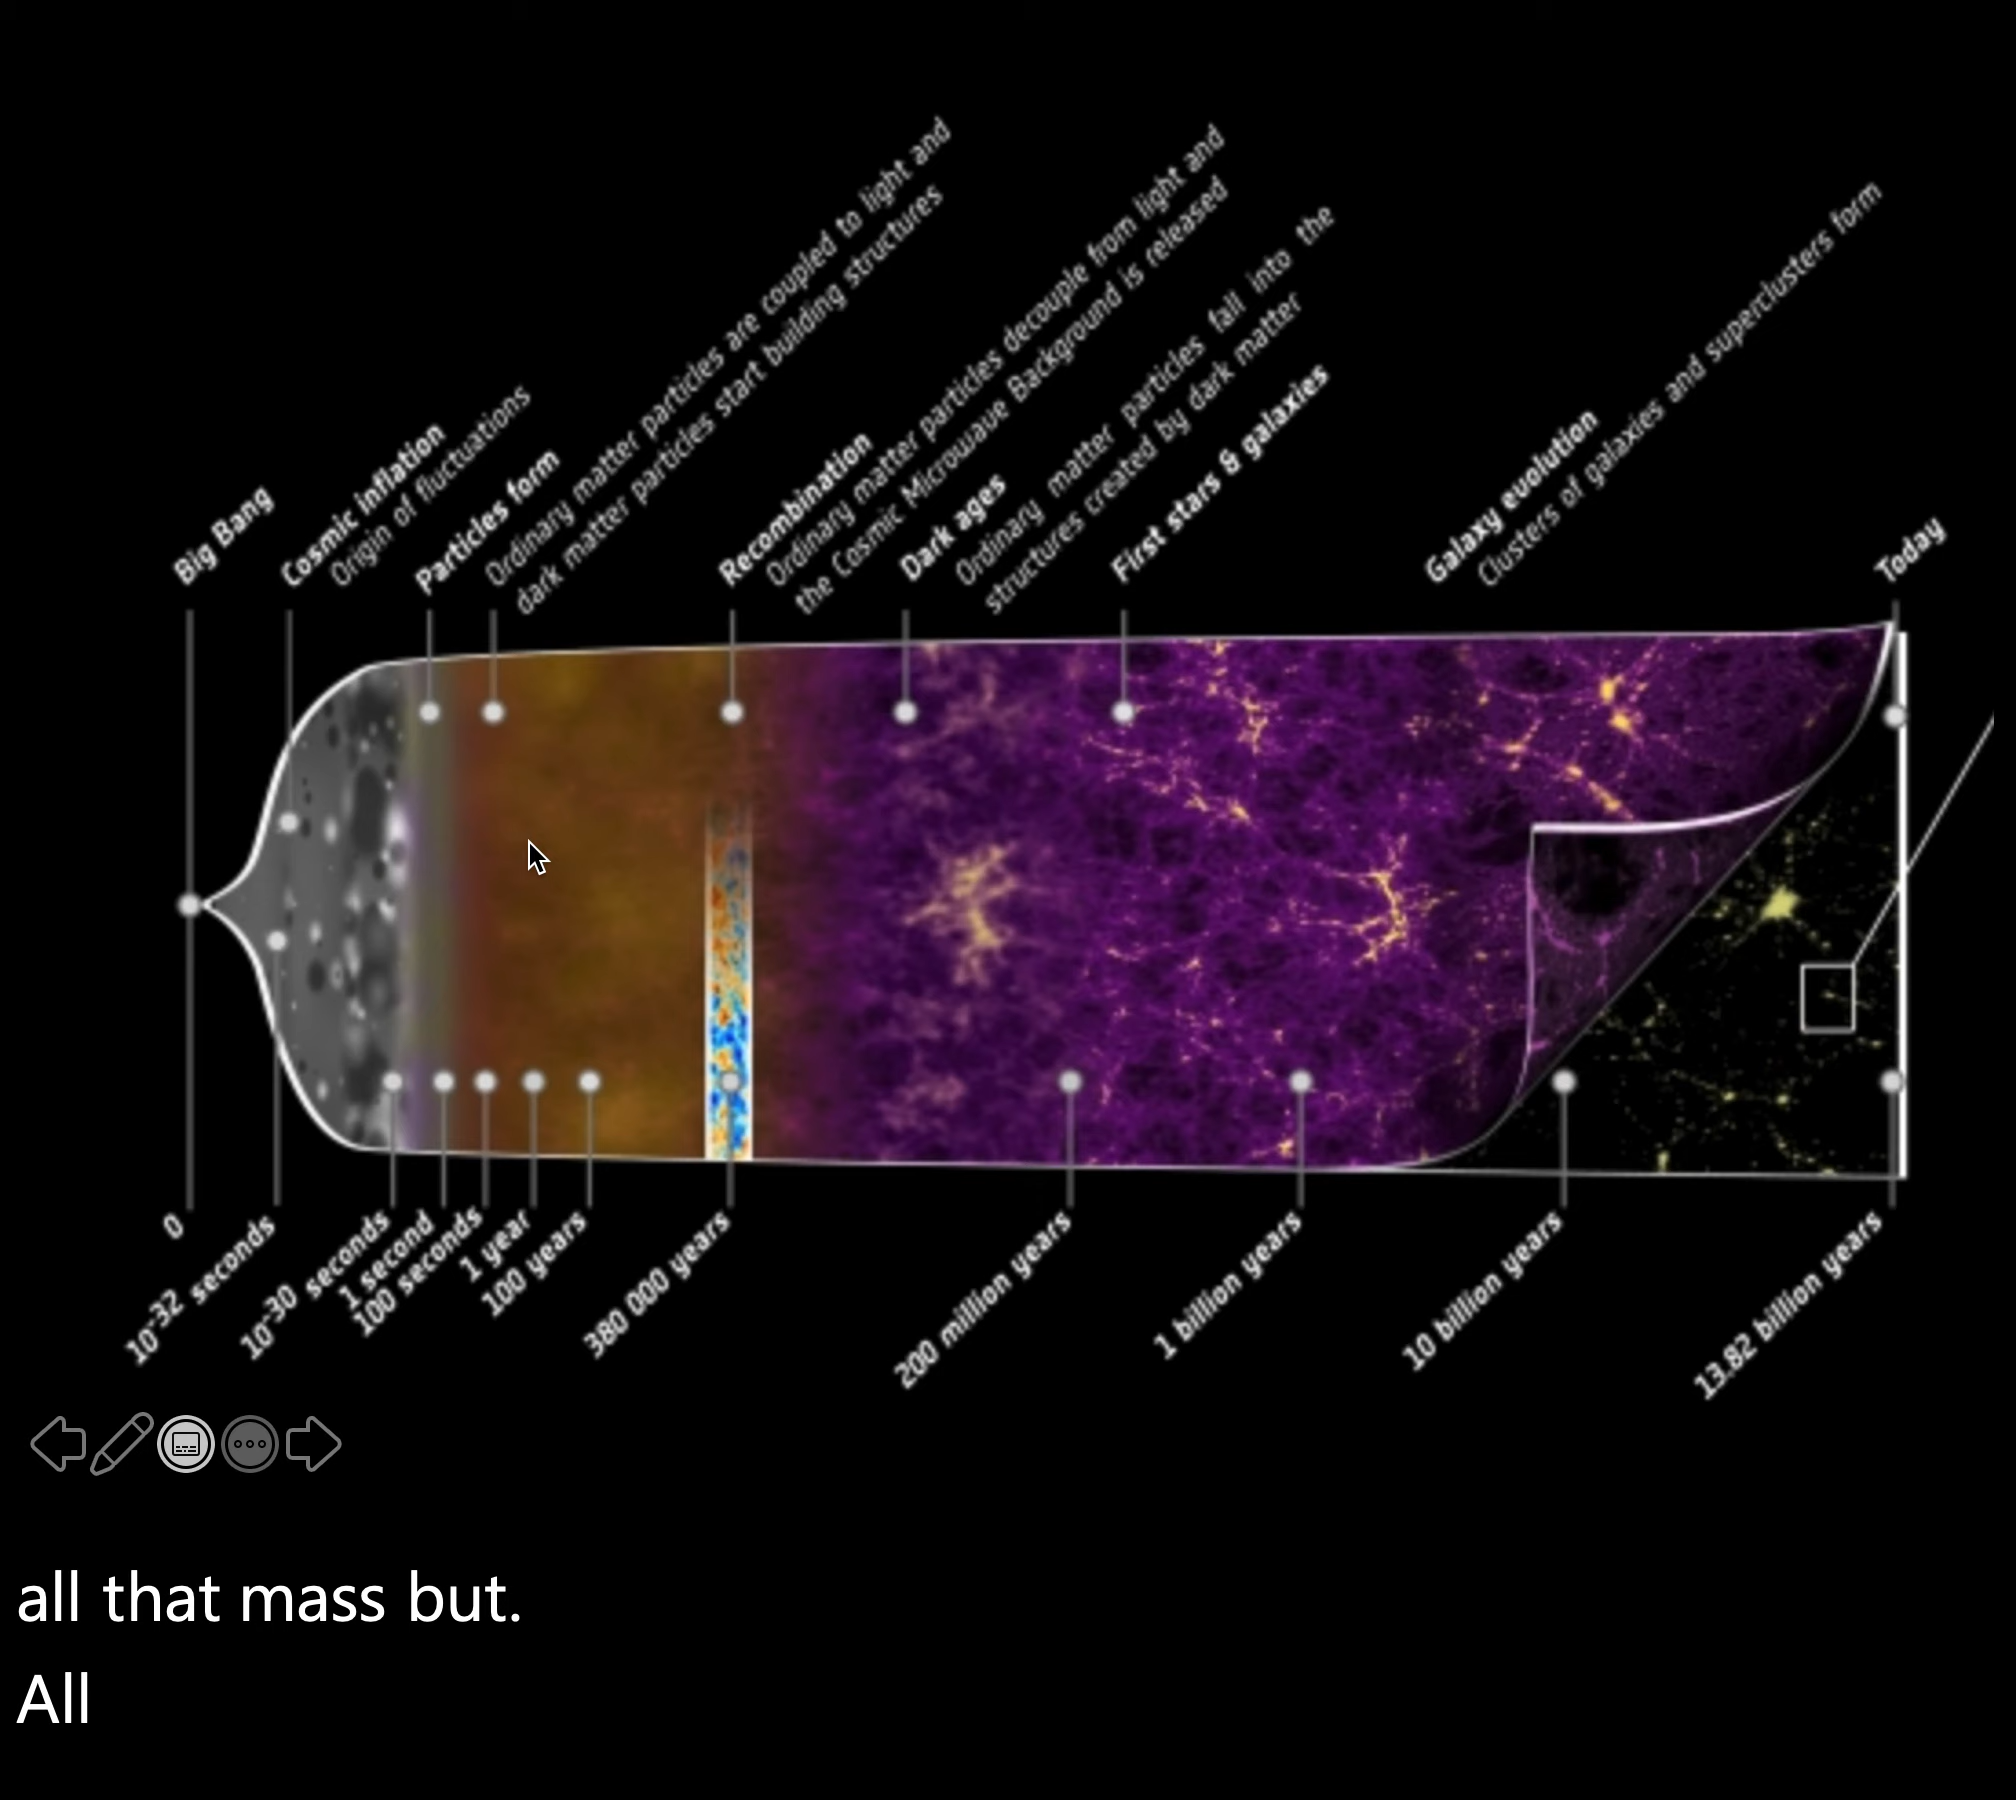 Big Bang
Cosmic inflation
Origin of fluctuations
Particles form
Ordinary matter particles are coupled to light and
dark matter particles start building structures
Recombination
Ordinary matter particles decouple from light and
the Cosmic Microwave Background is released
Dark ages
Ordinary matter particles fall into the
structures created by dark matter
First stars & galaxies
Galaxy evolution
Clusters of galaxies and superclusters form
Today
0
10-32 seconds
10-30 seconds
1 second
100 seconds
1 year
100 years
380 000 years
200 million years
1 billion years
10 billion years
13.82 billion years
all that mass but.
All